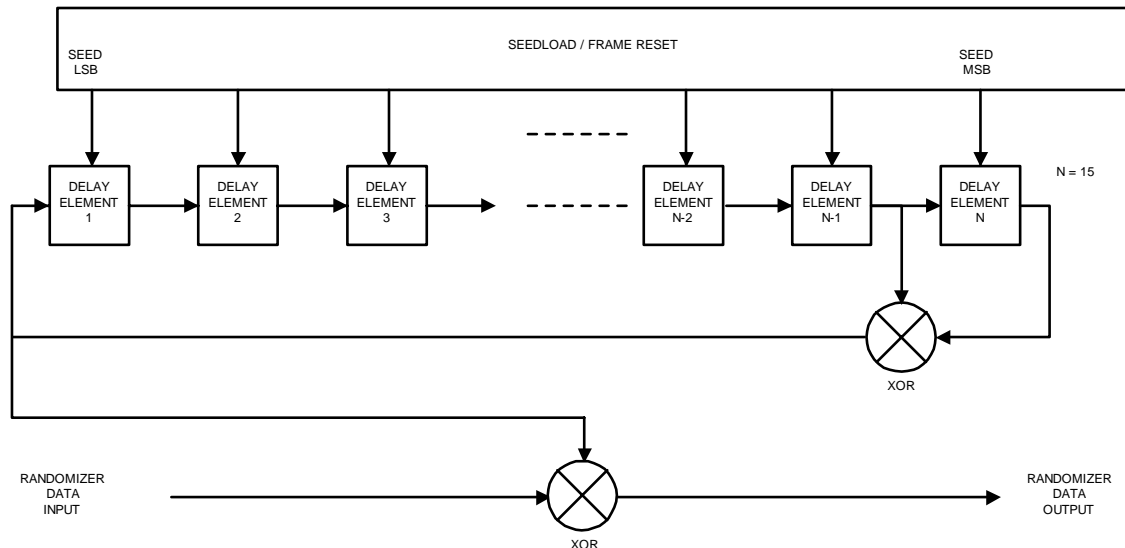 SEEDLOAD / FRAME RESET
SEED
LSB
SEED
MSB
DELAY
ELEMENT
1
DELAY
ELEMENT
2
DELAY
ELEMENT
3
DELAY
ELEMENT
N-2
DELAY
ELEMENT
N-1
DELAY
ELEMENT
N
N = 15
XOR
RANDOMIZER
DATA
INPUT
XOR
RANDOMIZER
DATA
OUTPUT